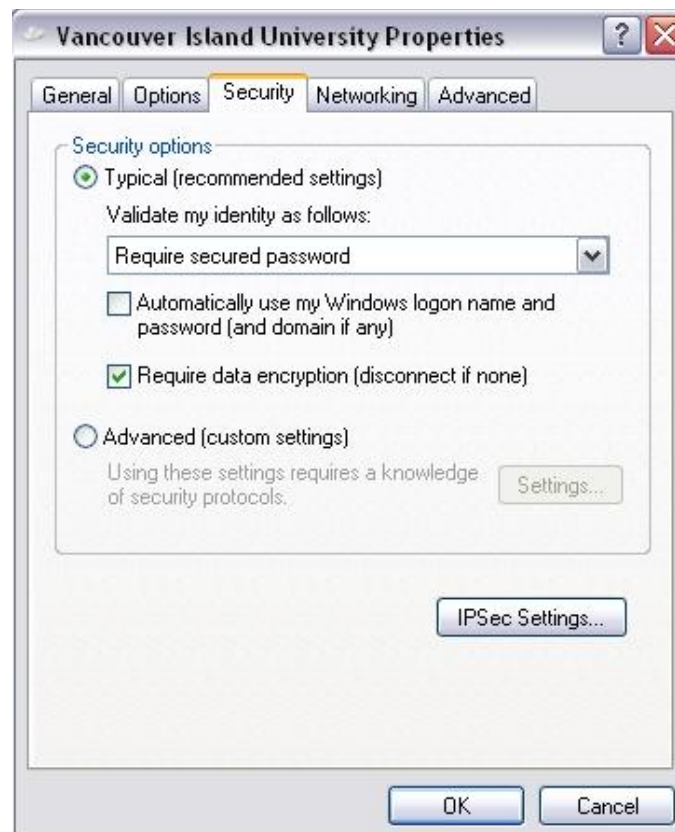 Vancouver Island University Properties
General Options Security Networking Advanced
Security options
Typical (recommended settings)
Validate my identity as follows:
Require secured password
Automatically use my Windows logon name and
password (and domain if any)
Require data encryption (disconnect if none)
Advanced (custom settings)
Using these settings requires a knowledge
of security protocols.
Settings...
IPSec Settings...
OK Cancel